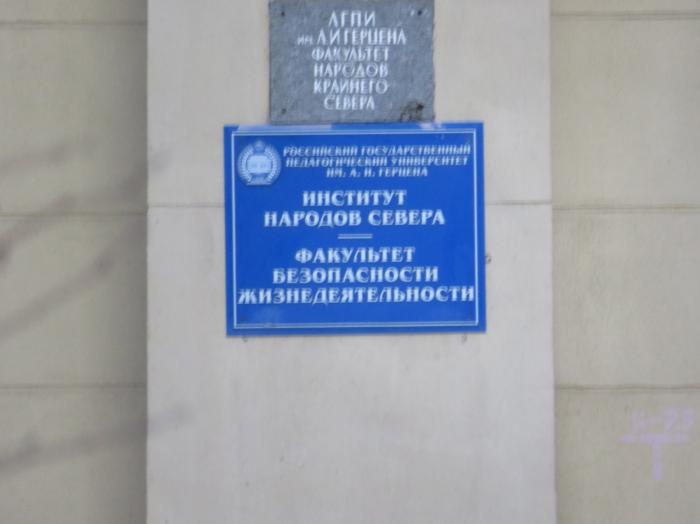 ЛГПИ
им. А И ГЕРЦЕНА
ФАКУЛЬТЕТ
НАРОДОВ
КРАЙНЕГО
СЕВЕРА
РОССИЙСКИЙ ГОСУДАРСТВЕННЫЙ
ПЕДАГОГИЧЕСКИЙ УНИВЕРСИТЕТ
ИМ. А. И. ГЕРЦЕНА
ИНСТИТУТ
НАРОДОВ СЕВЕРА
ФАКУЛЬТЕТ
БЕЗОПАСНОСТИ
ЖИЗНЕДЕЯТЕЛЬНОСТИ